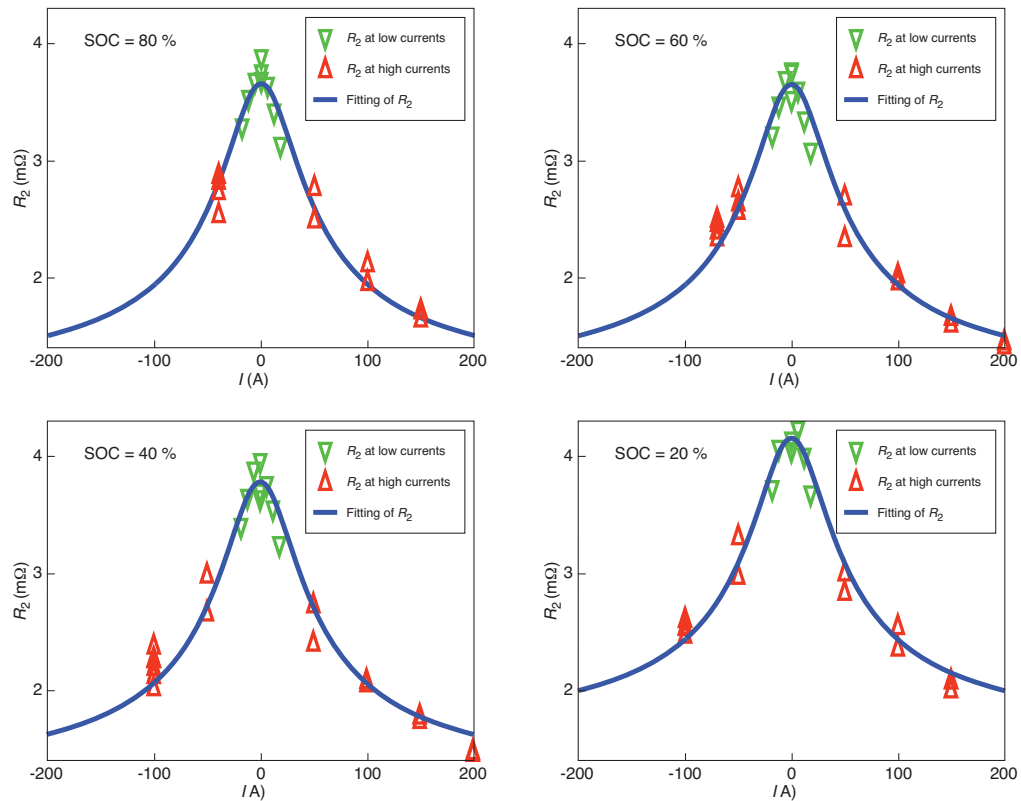 4
SOC = 80 %
R2 at low currents
R2 at high currents
Fitting of R2
3
R2 (mΩ)
2
-200 -100 0 100 200
I (A)
4
SOC = 60 %
R2 at low currents
R2 at high currents
Fitting of R2
3
R2 (mΩ)
2
-200 -100 0 100 200
I (A)
4
SOC = 40 %
R2 at low currents
R2 at high currents
Fitting of R2
3
R2 (mΩ)
2
-200 -100 0 100 200
I A)
4
SOC = 20 %
R2 at low currents
R2 at high currents
Fitting of R2
3
R2 (mΩ)
2
-200 -100 0 100 200
I A)